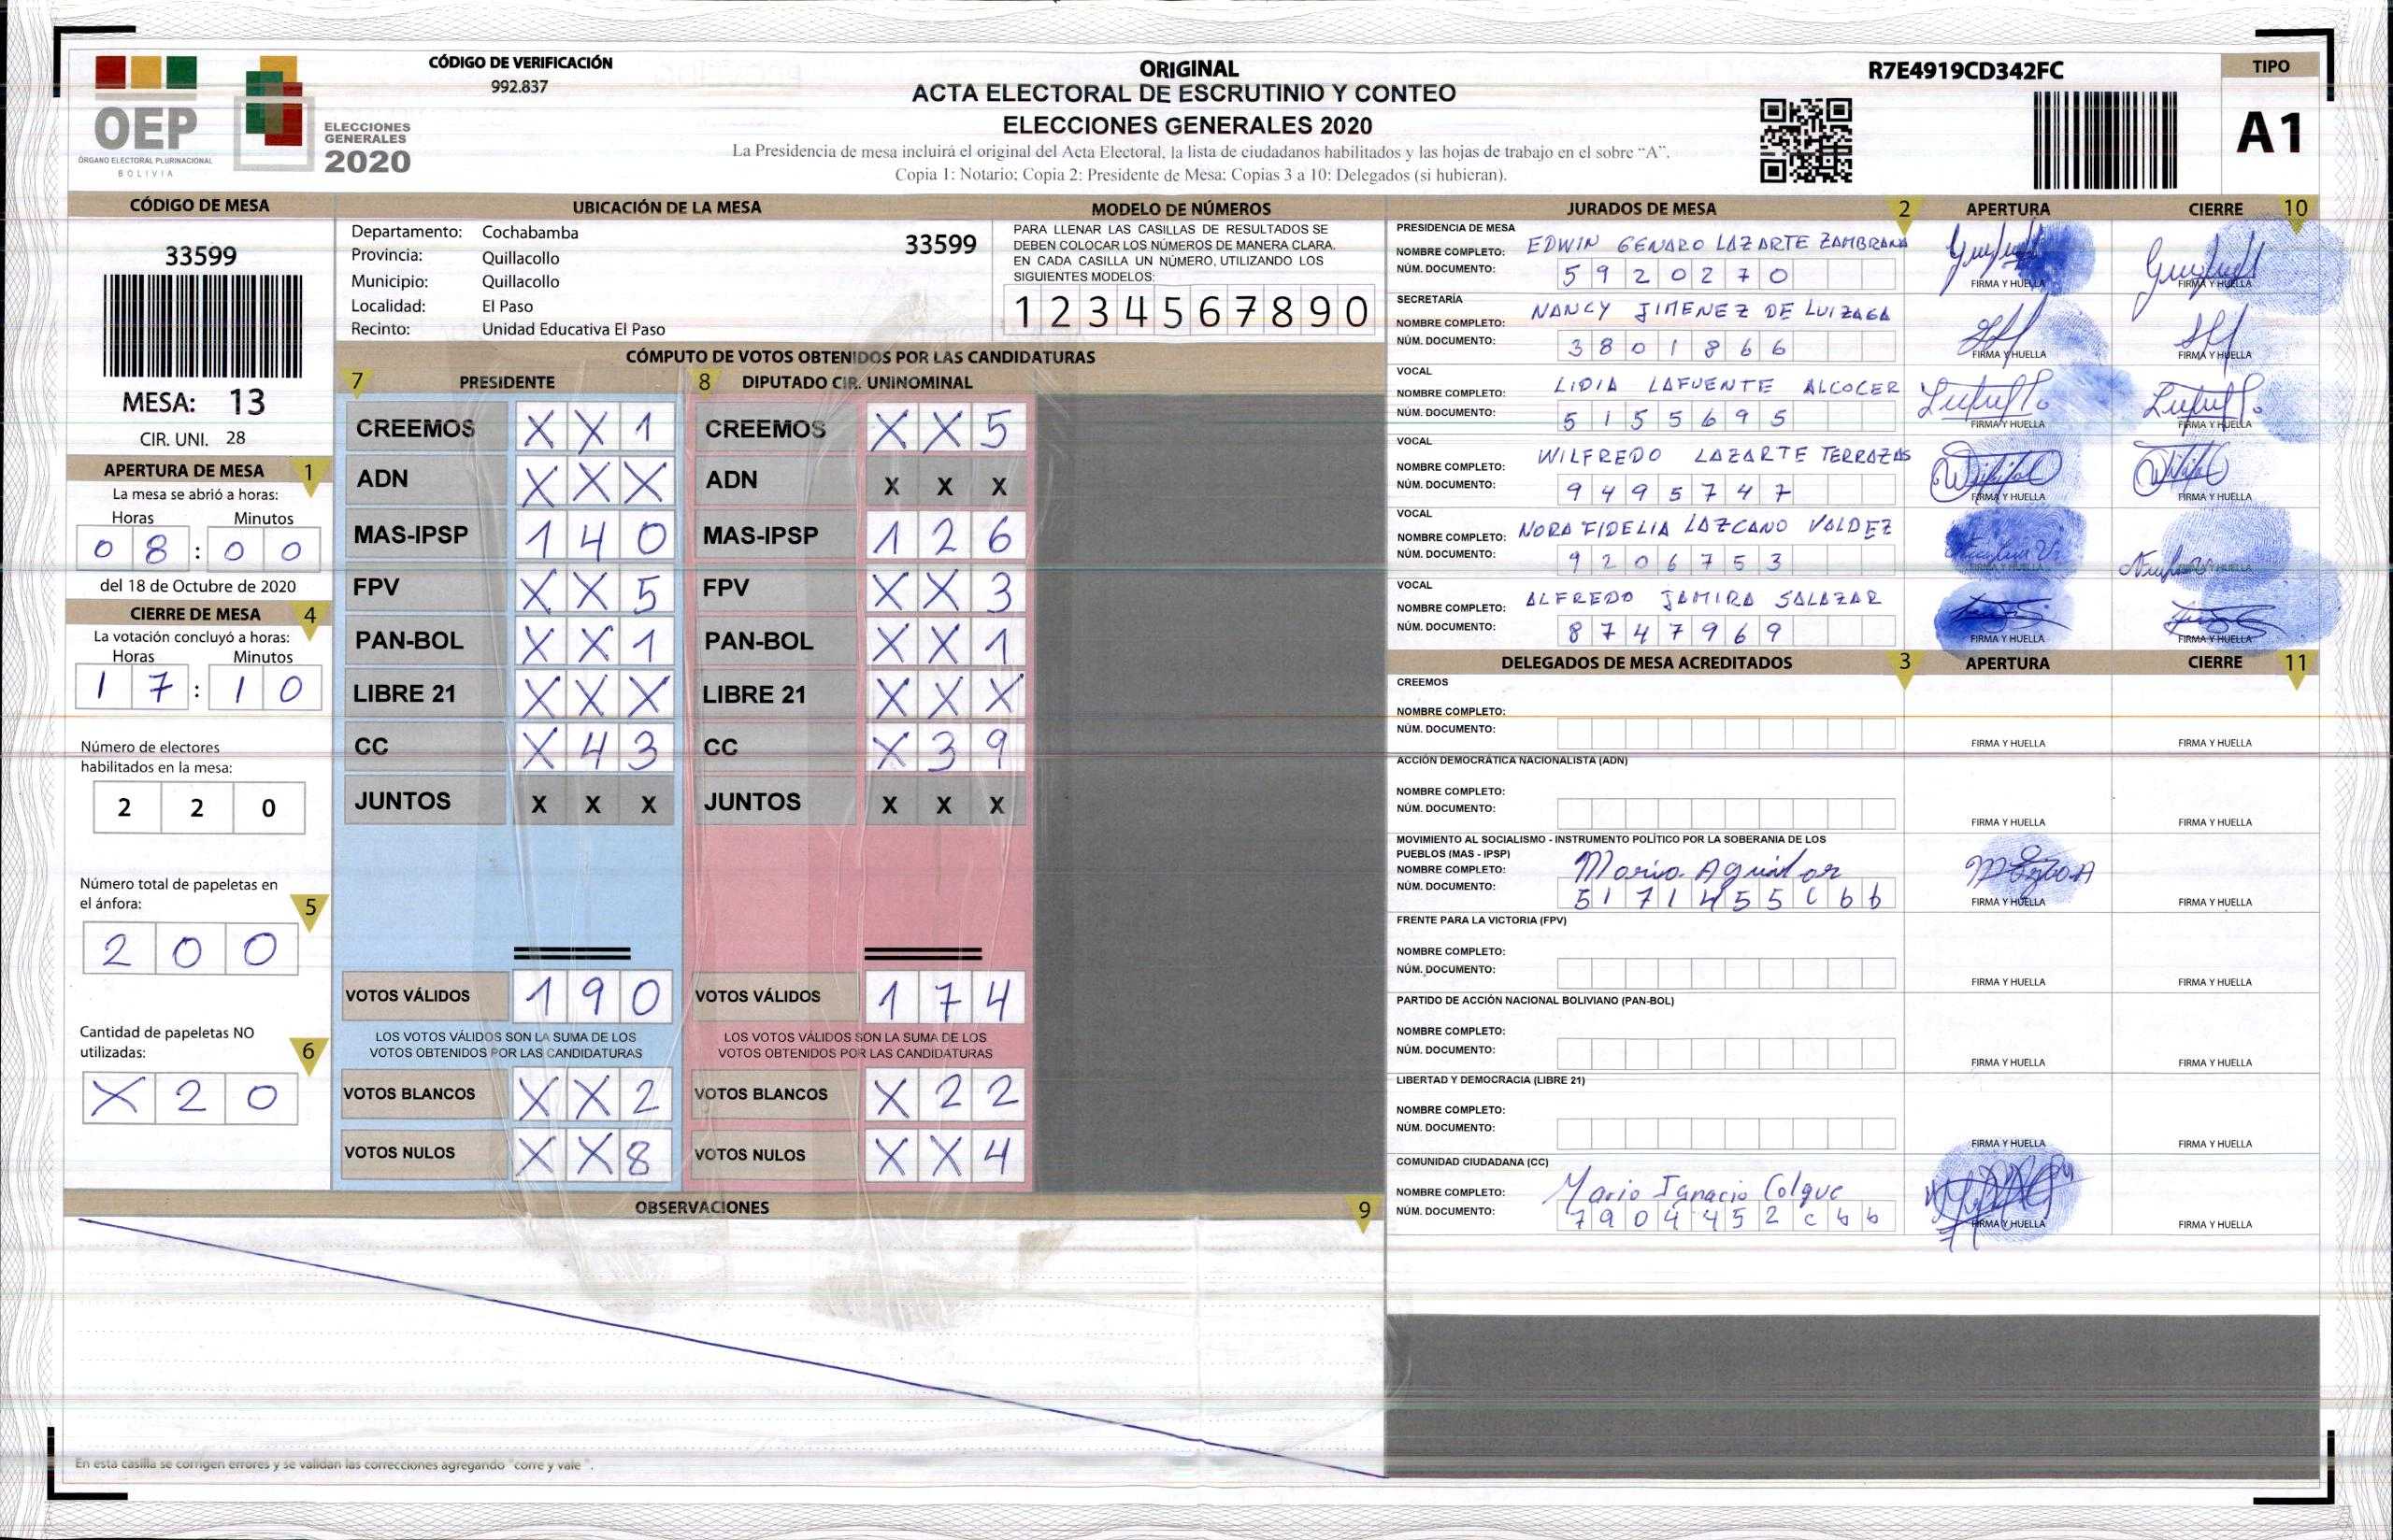 CÓDIGO DE VERIFICACIÓN
992.837
ORIGINAL
ACTA ELECTORAL DE ESCRUTINIO Y CONTEO
ELECCIONES GENERALES 2020
La Presidencia de mesa incluirá el original del Acta Electoral, la lista de ciudadanos habilitados y las hojas de trabajo en el sobre “A”.
Copia 1: Notario; Copia 2: Presidente de Mesa; Copias 3 a 10: Delegados (si hubieran).
R7E4919CD342FC
TIPO
A1
OEP
ÓRGANO ELECTORAL PLURINACIONAL
BOLIVIA
ELECCIONES
GENERALES
2020
CÓDIGO DE MESA
33599
MESA: 13
CIR. UNI. 28
APERTURA DE MESA 1
La mesa se abrió a horas:
Horas Minutos
0 8 : 0 0
del 18 de Octubre de 2020
CIERRE DE MESA 4
La votación concluyó a horas:
Horas Minutos
1 7 : 1 0
Número de electores
habilitados en la mesa:
2 2 0
Número total de papeletas en
el ánfora: 5
2 0 0
Cantidad de papeletas NO
utilizadas: 6
X 2 0
UBICACIÓN DE LA MESA
Departamento: Cochabamba
33599
Provincia: Quillacollo
Municipio: Quillacollo
Localidad: El Paso
Recinto: Unidad Educativa El Paso
MODELO DE NÚMEROS
PARA LLENAR LAS CASILLAS DE RESULTADOS SE
DEBEN COLOCAR LOS NÚMEROS DE MANERA CLARA.
EN CADA CASILLA UN NÚMERO, UTILIZANDO LOS
SIGUIENTES MODELOS:
1 2 3 4 5 6 7 8 9 0
CÓMPUTO DE VOTOS OBTENIDOS POR LAS CANDIDATURAS
7 PRESIDENTE 8 DIPUTADO CIR. UNINOMINAL
CREEMOS X X 1 CREEMOS X X 5
ADN X X X ADN X X X
MAS-IPSP 1 4 0 MAS-IPSP 1 2 6
FPV X X 5 FPV X X 3
PAN-BOL X X 1 PAN-BOL X X 1
LIBRE 21 X X X LIBRE 21 X X X
CC X 4 3 CC X 3 9
JUNTOS X X X JUNTOS X X X
VOTOS VÁLIDOS 1 9 0 VOTOS VÁLIDOS 1 7 4
LOS VOTOS VÁLIDOS SON LA SUMA DE LOS LOS VOTOS VÁLIDOS SON LA SUMA DE LOS
VOTOS OBTENIDOS POR LAS CANDIDATURAS VOTOS OBTENIDOS POR LAS CANDIDATURAS
VOTOS BLANCOS X X 2 VOTOS BLANCOS X 2 2
VOTOS NULOS X X 8 VOTOS NULOS X X 4
OBSERVACIONES 9
En esta casilla se corrigen errores y se validan las correcciones agregando "corre y vale ".
JURADOS DE MESA 2 APERTURA CIERRE 10
PRESIDENCIA DE MESA
NOMBRE COMPLETO: EDWIN GENARO LAZARTE ZAMBRANA
NÚM. DOCUMENTO: 5 9 2 0 2 7 0
FIRMA Y HUELLA FIRMA Y HUELLA
SECRETARÍA
NOMBRE COMPLETO: NANCY JIMENEZ DE LUIZAGA
NÚM. DOCUMENTO: 3 8 0 1 8 6 6
FIRMA Y HUELLA FIRMA Y HUELLA
VOCAL
NOMBRE COMPLETO: LIDIA LAFUENTE ALCOCER
NÚM. DOCUMENTO: 5 1 5 5 6 9 5
FIRMA Y HUELLA FIRMA Y HUELLA
VOCAL
NOMBRE COMPLETO: WILFREDO LAZARTE TERRAZAS
NÚM. DOCUMENTO: 9 4 9 5 7 4 7
FIRMA Y HUELLA FIRMA Y HUELLA
VOCAL
NOMBRE COMPLETO: NORA FIDELIA LAZCANO VALDEZ
NÚM. DOCUMENTO: 9 2 0 6 7 5 3
FIRMA Y HUELLA FIRMA Y HUELLA
VOCAL
NOMBRE COMPLETO: ALFREDO JAMIRA SALAZAR
NÚM. DOCUMENTO: 8 7 4 7 9 6 9
FIRMA Y HUELLA FIRMA Y HUELLA
DELEGADOS DE MESA ACREDITADOS 3 APERTURA CIERRE 11
CREEMOS
NOMBRE COMPLETO:
NÚM. DOCUMENTO:
FIRMA Y HUELLA FIRMA Y HUELLA
ACCIÓN DEMOCRÁTICA NACIONALISTA (ADN)
NOMBRE COMPLETO:
NÚM. DOCUMENTO:
FIRMA Y HUELLA FIRMA Y HUELLA
MOVIMIENTO AL SOCIALISMO - INSTRUMENTO POLÍTICO POR LA SOBERANIA DE LOS
PUEBLOS (MAS - IPSP)
NOMBRE COMPLETO: Maria Aguilar
NÚM. DOCUMENTO: 5 1 7 1 4 5 5 C b b
FIRMA Y HUELLA FIRMA Y HUELLA
FRENTE PARA LA VICTORIA (FPV)
NOMBRE COMPLETO:
NÚM. DOCUMENTO:
FIRMA Y HUELLA FIRMA Y HUELLA
PARTIDO DE ACCIÓN NACIONAL BOLIVIANO (PAN-BOL)
NOMBRE COMPLETO:
NÚM. DOCUMENTO:
FIRMA Y HUELLA FIRMA Y HUELLA
LIBERTAD Y DEMOCRACIA (LIBRE 21)
NOMBRE COMPLETO:
NÚM. DOCUMENTO:
FIRMA Y HUELLA FIRMA Y HUELLA
COMUNIDAD CIUDADANA (CC)
NOMBRE COMPLETO: Mario Ignacio Colque
NÚM. DOCUMENTO: 7 9 0 4 4 5 2 c b b
FIRMA Y HUELLA FIRMA Y HUELLA